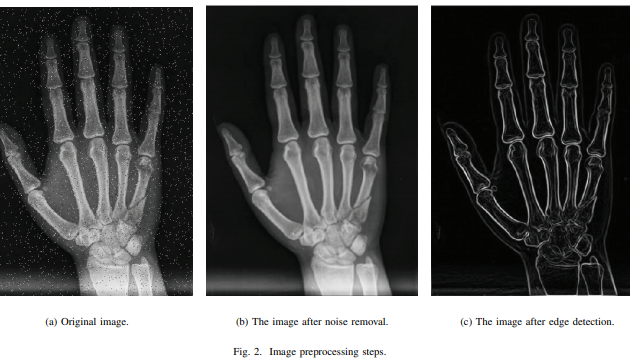 (a) Original image.
(b) The image after noise removal.
(c) The image after edge detection.
Fig. 2. Image preprocessing steps.